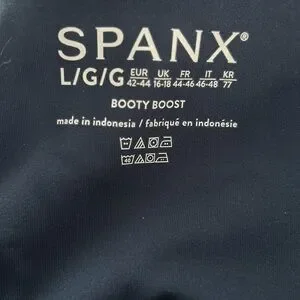 SPANX®
L/G/G EUR 42-44 UK 16-18 FR 44-46 IT 46-48 KR 77
BOOTY BOOST
made in indonesia / fabriqué en indonésie